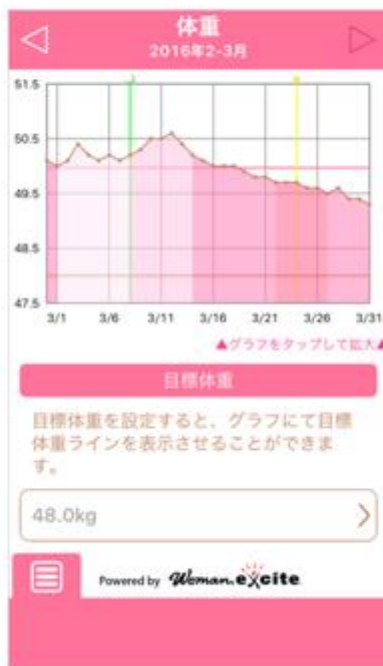 体重
2016年2-3月
51.5
50.5
49.5
48.5
47.5
3/1 3/6 3/11 3/16 3/21 3/26 3/31
▲グラフをタップして拡大▲
目標体重
目標体重を設定すると、グラフにて目標
体重ラインを表示させることができま
す。
48.0kg
Powered by Woman.excite